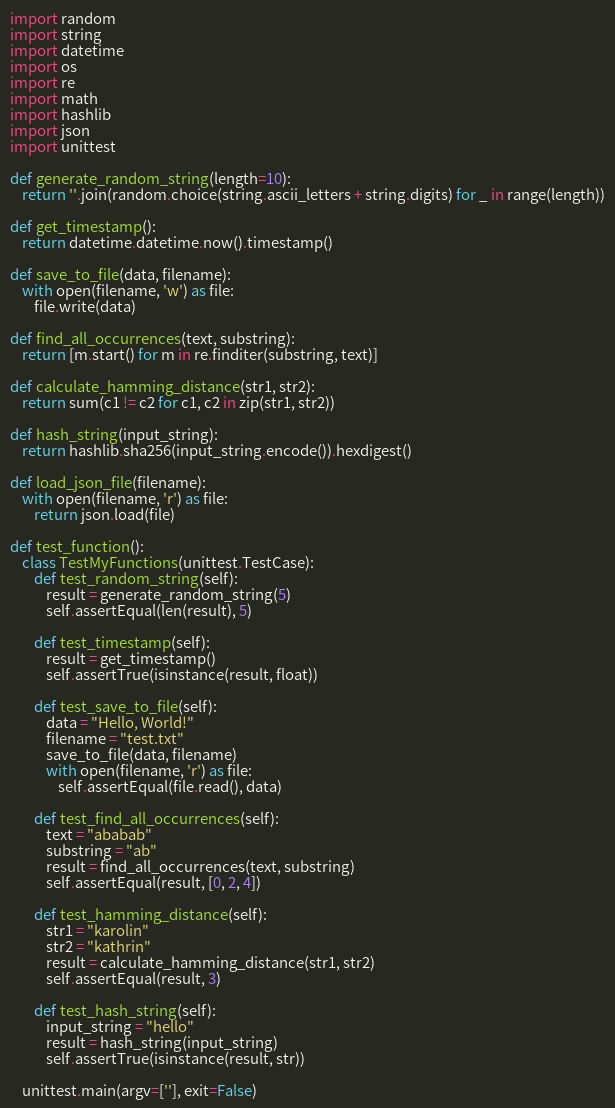 import random
import string
import datetime
import os
import re
import math
import hashlib
import json
import unittest

def generate_random_string(length=10):
    return ''.join(random.choice(string.ascii_letters + string.digits) for _ in range(length))

def get_timestamp():
    return datetime.datetime.now().timestamp()

def save_to_file(data, filename):
    with open(filename, 'w') as file:
        file.write(data)

def find_all_occurrences(text, substring):
    return [m.start() for m in re.finditer(substring, text)]

def calculate_hamming_distance(str1, str2):
    return sum(c1 != c2 for c1, c2 in zip(str1, str2))

def hash_string(input_string):
    return hashlib.sha256(input_string.encode()).hexdigest()

def load_json_file(filename):
    with open(filename, 'r') as file:
        return json.load(file)

def test_function():
    class TestMyFunctions(unittest.TestCase):
        def test_random_string(self):
            result = generate_random_string(5)
            self.assertEqual(len(result), 5)

        def test_timestamp(self):
            result = get_timestamp()
            self.assertTrue(isinstance(result, float))

        def test_save_to_file(self):
            data = "Hello, World!"
            filename = "test.txt"
            save_to_file(data, filename)
            with open(filename, 'r') as file:
                self.assertEqual(file.read(), data)

        def test_find_all_occurrences(self):
            text = "ababab"
            substring = "ab"
            result = find_all_occurrences(text, substring)
            self.assertEqual(result, [0, 2, 4])

        def test_hamming_distance(self):
            str1 = "karolin"
            str2 = "kathrin"
            result = calculate_hamming_distance(str1, str2)
            self.assertEqual(result, 3)

        def test_hash_string(self):
            input_string = "hello"
            result = hash_string(input_string)
            self.assertTrue(isinstance(result, str))

    unittest.main(argv=[''], exit=False)